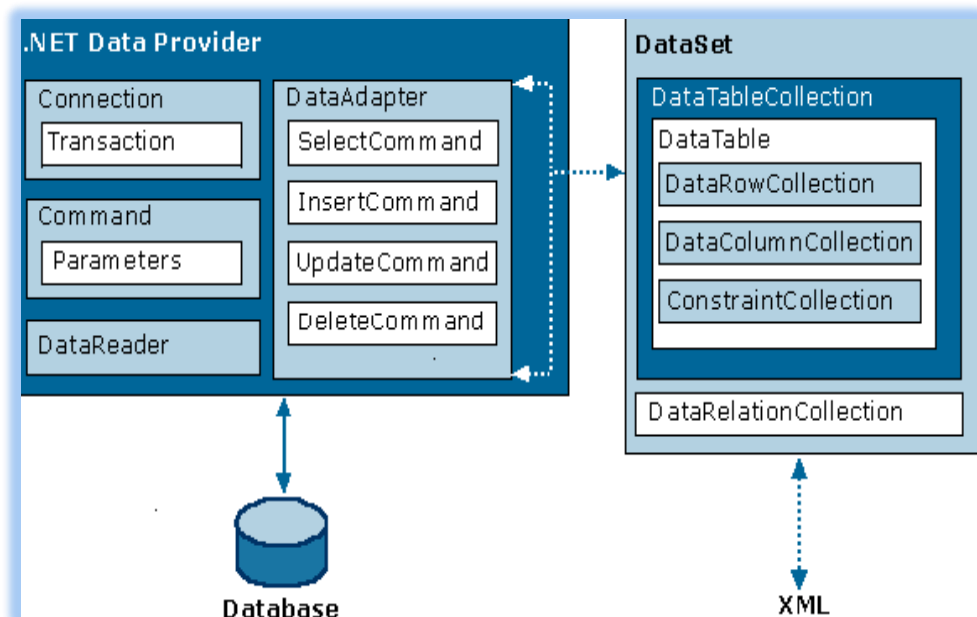 .NET Data Provider
Connection
Transaction
Command
Parameters
DataReader
DataAdapter
SelectCommand
InsertCommand
UpdateCommand
DeleteCommand
Database
DataSet
DataTableCollection
DataTable
DataRowCollection
DataColumnCollection
ConstraintCollection
DataRelationCollection
XML